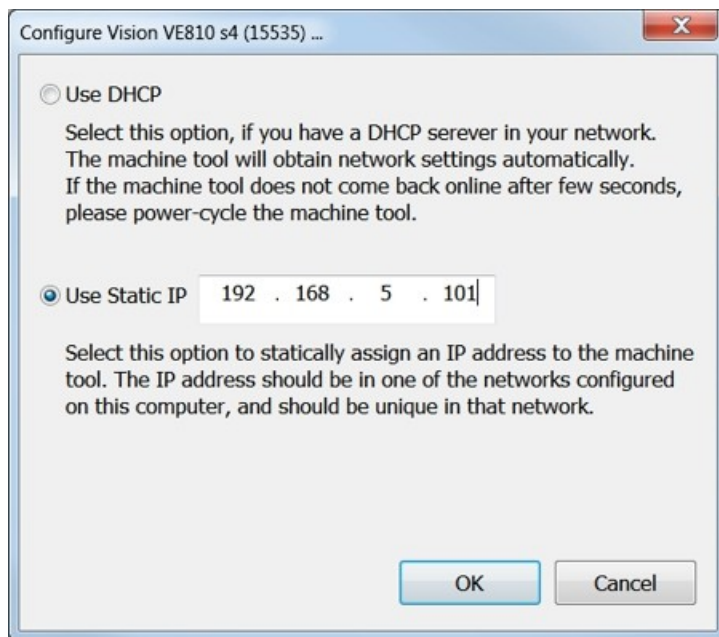 Configure Vision VE810 s4 (15535) ...
Use DHCP
Select this option, if you have a DHCP serever in your network.
The machine tool will obtain network settings automatically.
If the machine tool does not come back online after few seconds,
please power-cycle the machine tool.
Use Static IP 192 . 168 . 5 . 101
Select this option to statically assign an IP address to the machine
tool. The IP address should be in one of the networks configured
on this computer, and should be unique in that network.
OK Cancel